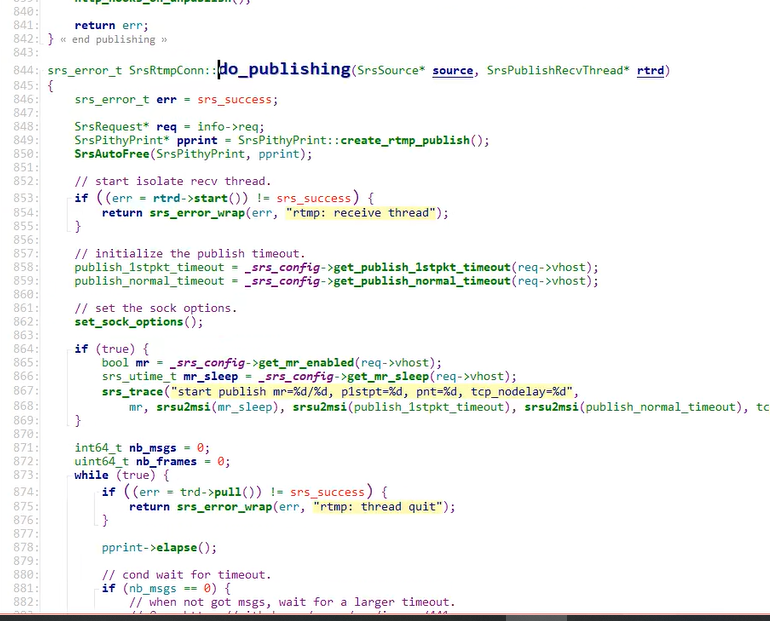 840:
841: return err;
842: } « end publishing »
843:
844: srs_error_t SrsRtmpConn::do_publishing(SrsSource* source, SrsPublishRecvThread* rtrd)
845: {
846: srs_error_t err = srs_success;
847:
848: SrsRequest* req = info->req;
849: SrsPithyPrint* pprint = SrsPithyPrint::create_rtmp_publish();
850: SrsAutoFree(SrsPithyPrint, pprint);
851:
852: // start isolate recv thread.
853: if ((err = rtrd->start()) != srs_success) {
854: return srs_error_wrap(err, "rtmp: receive thread");
855: }
856:
857: // initialize the publish timeout.
858: publish_1stpkt_timeout = _srs_config->get_publish_1stpkt_timeout(req->vhost);
859: publish_normal_timeout = _srs_config->get_publish_normal_timeout(req->vhost);
860:
861: // set the sock options.
862: set_sock_options();
863:
864: if (true) {
865: bool mr = _srs_config->get_mr_enabled(req->vhost);
866: srs_utime_t mr_sleep = _srs_config->get_mr_sleep(req->vhost);
867: srs_trace("start publish mr=%d/%d, p1stpt=%d, pnt=%d, tcp_nodelay=%d",
868: mr, srsu2msi(mr_sleep), srsu2msi(publish_1stpkt_timeout), srsu2msi(publish_normal_timeout), tc
869: }
870:
871: int64_t nb_msgs = 0;
872: uint64_t nb_frames = 0;
873: while (true) {
874: if ((err = trd->pull()) != srs_success) {
875: return srs_error_wrap(err, "rtmp: thread quit");
876: }
877:
878: pprint->elapse();
879:
880: // cond wait for timeout.
881: if (nb_msgs == 0) {
882: // when not got msgs, wait for a larger timeout.